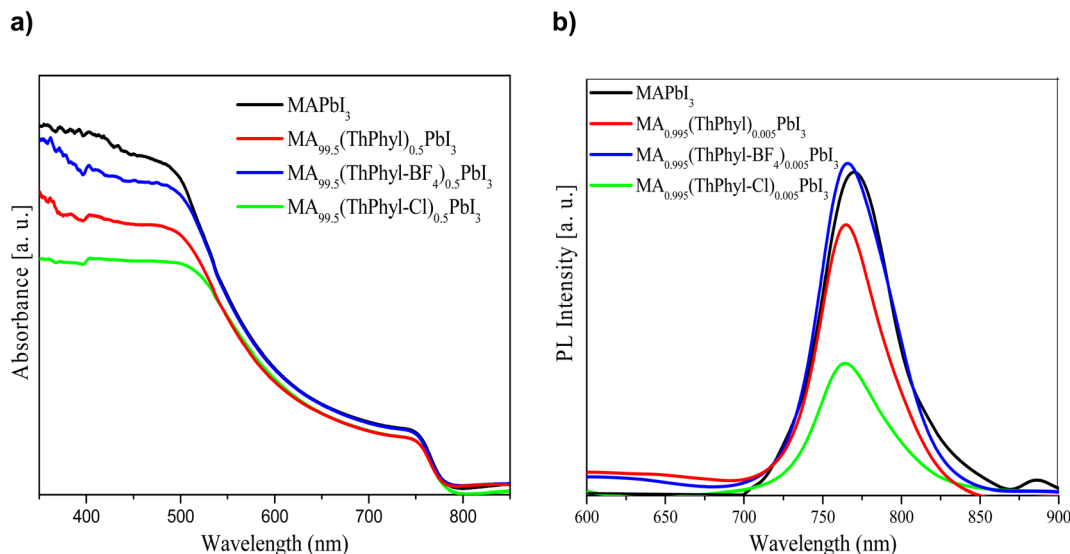 a)
MAPbI₃
MA₉₉.₅(ThPhyl)₀.₅PbI₃
MA₉₉.₅(ThPhyl-BF₄)₀.₅PbI₃
MA₉₉.₅(ThPhyl-Cl)₀.₅PbI₃
Absorbance [a. u.]
400 500 600 700 800
Wavelength (nm)
b)
MAPbI₃
MA₀.₉₉₅(ThPhyl)₀.₀₀₅PbI₃
MA₀.₉₉₅(ThPhyl-BF₄)₀.₀₀₅PbI₃
MA₀.₉₉₅(ThPhyl-Cl)₀.₀₀₅PbI₃
PL Intensity [a. u.]
600 650 700 750 800 850 900
Wavelength (nm)